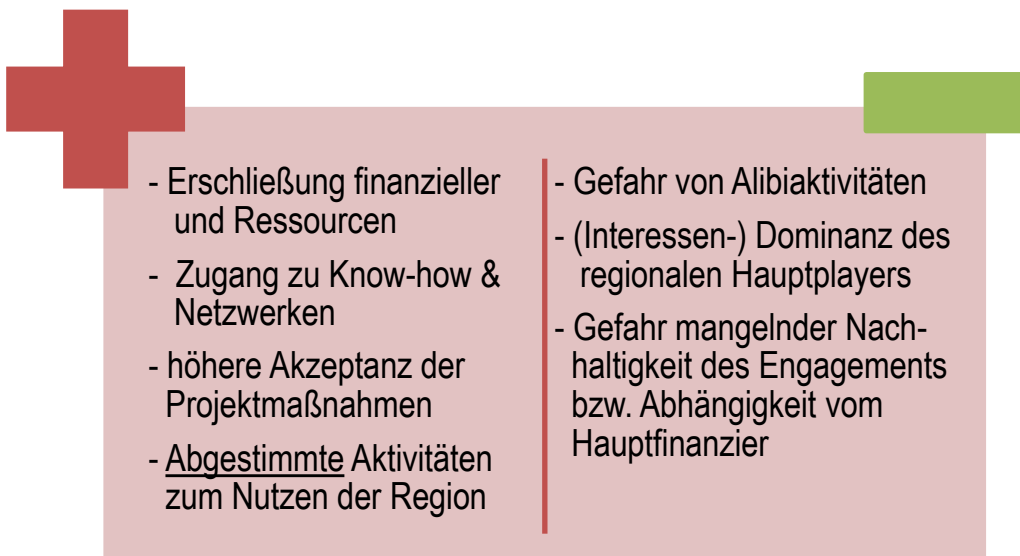 - Erschließung finanzieller
und Ressourcen
- Zugang zu Know-how &
Netzwerken
- höhere Akzeptanz der
Projektmaßnahmen
- Abgestimmte Aktivitäten
zum Nutzen der Region
- Gefahr von Alibiaktivitäten
- (Interessen-) Dominanz des
regionalen Hauptplayers
- Gefahr mangelnder Nach-
haltigkeit des Engagements
bzw. Abhängigkeit vom
Hauptfinanzier